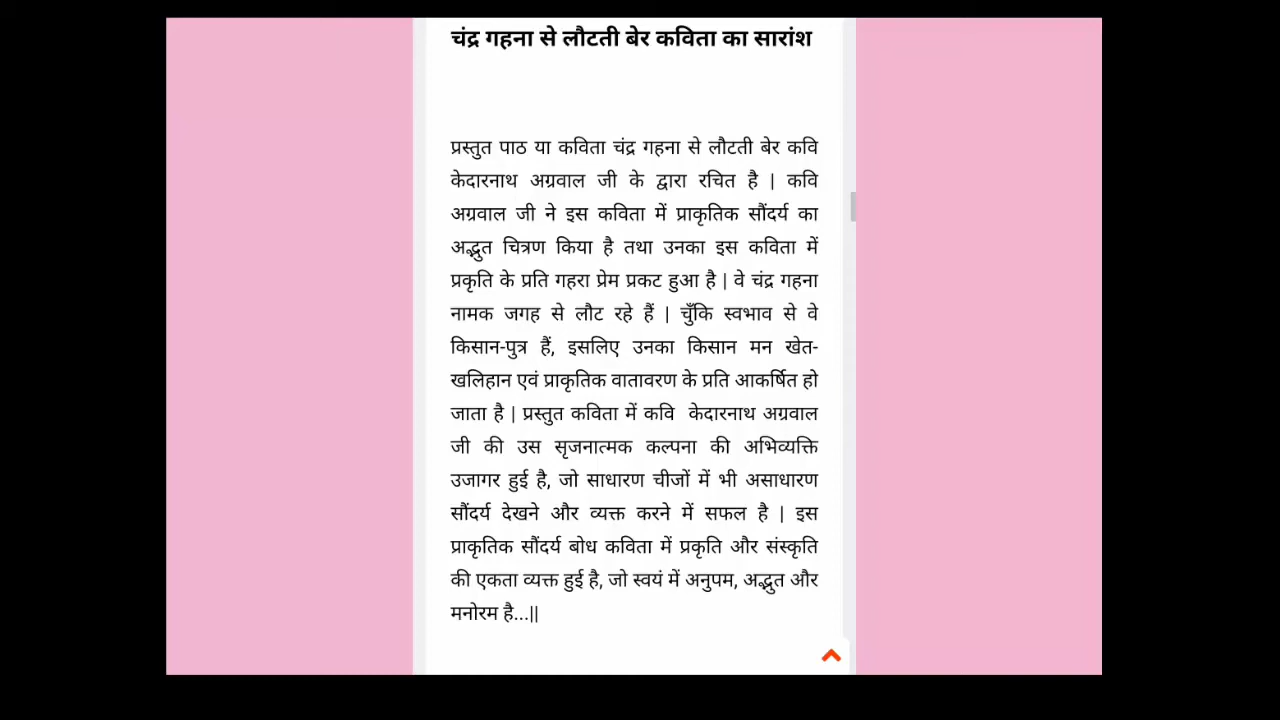 चंद्र गहना से लौटती बेर कविता का सारांश
प्रस्तुत पाठ या कविता चंद्र गहना से लौटती बेर कवि
केदारनाथ अग्रवाल जी के द्वारा रचित है | कवि
अग्रवाल जी ने इस कविता में प्राकृतिक सौंदर्य का
अद्भुत चित्रण किया है तथा उनका इस कविता में
प्रकृति के प्रति गहरा प्रेम प्रकट हुआ है | वे चंद्र गहना
नामक जगह से लौट रहे हैं | चुँकि स्वभाव से वे
किसान-पुत्र हैं, इसलिए उनका किसान मन खेत-
खलिहान एवं प्राकृतिक वातावरण के प्रति आकर्षित हो
जाता है | प्रस्तुत कविता में कवि केदारनाथ अग्रवाल
जी की उस सृजनात्मक कल्पना की अभिव्यक्ति
उजागर हुई है, जो साधारण चीजों में भी असाधारण
सौंदर्य देखने और व्यक्त करने में सफल है | इस
प्राकृतिक सौंदर्य बोध कविता में प्रकृति और संस्कृति
की एकता व्यक्त हुई है, जो स्वयं में अनुपम, अद्भुत और
मनोरम है...||